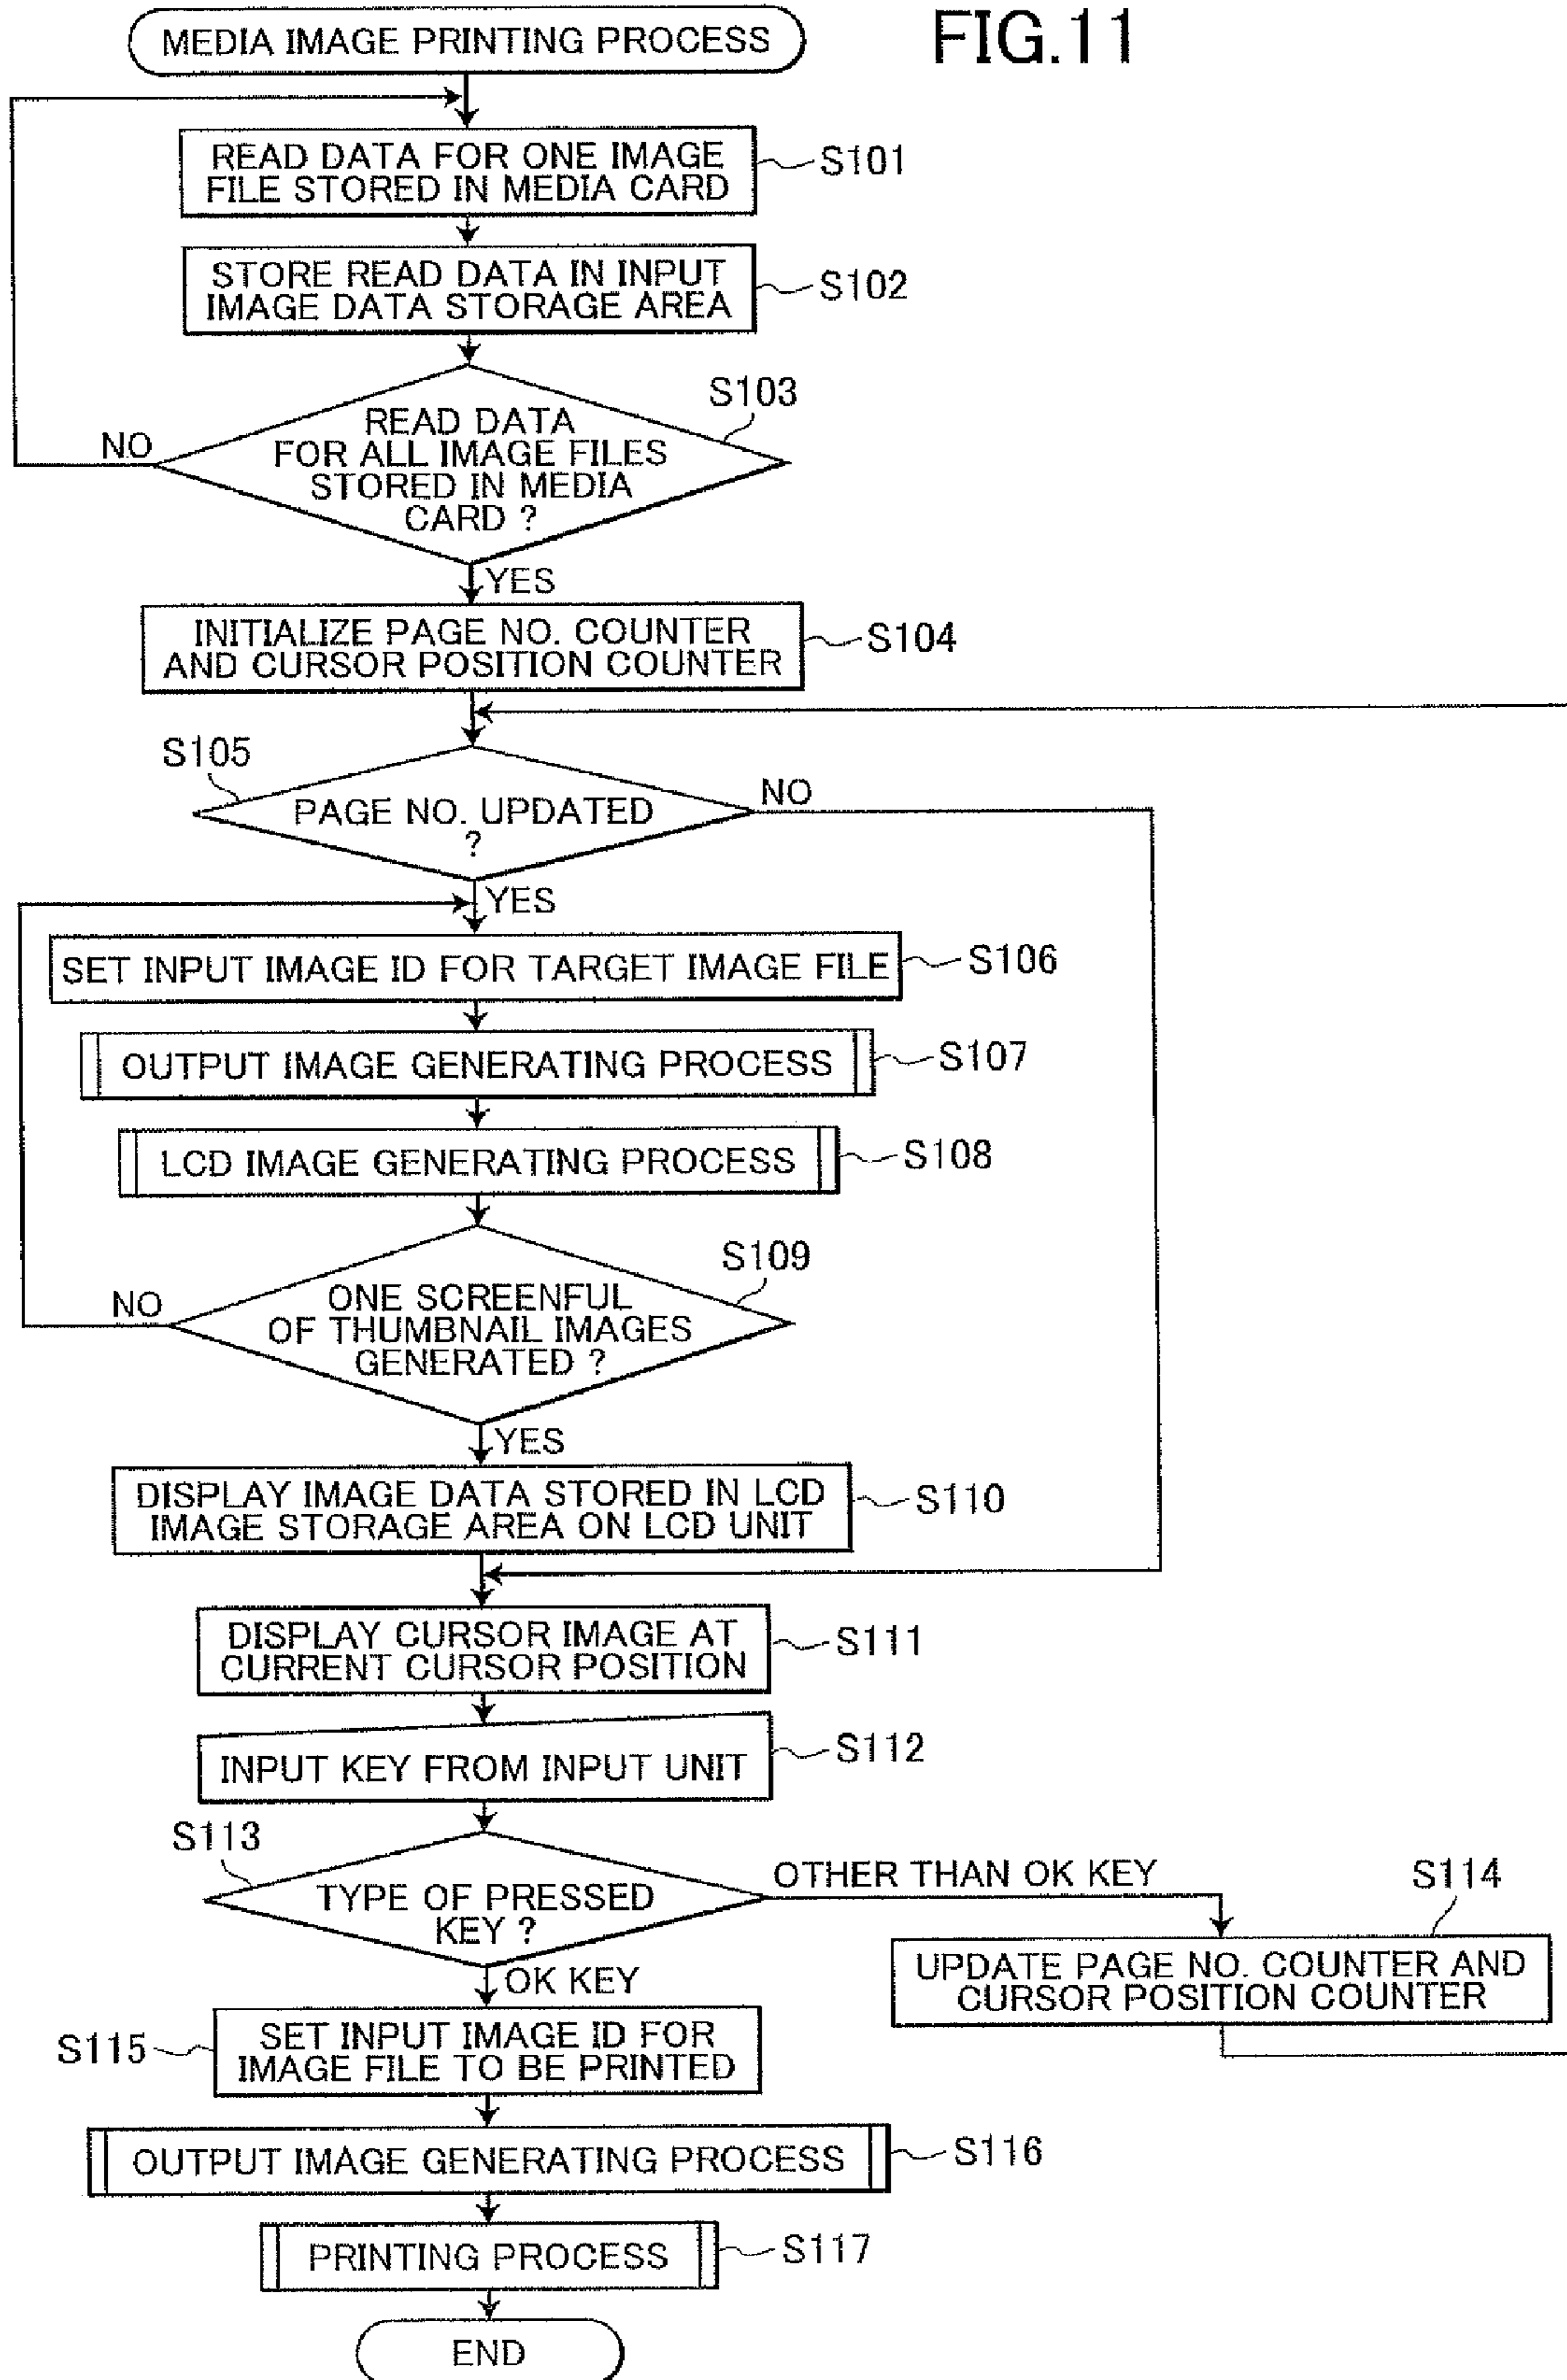 FIG.11
MEDIA IMAGE PRINTING PROCESS
READ DATA FOR ONE IMAGE
FILE STORED IN MEDIA CARD
S101
STORE READ DATA IN INPUT
IMAGE DATA STORAGE AREA
S102
S103
READ DATA
FOR ALL IMAGE FILES
STORED IN MEDIA
CARD ?
NO
YES
INITIALIZE PAGE NO. COUNTER
AND CURSOR POSITION COUNTER
S104
S105
PAGE NO. UPDATED
?
NO
YES
SET INPUT IMAGE ID FOR TARGET IMAGE FILE
S106
OUTPUT IMAGE GENERATING PROCESS
S107
LCD IMAGE GENERATING PROCESS
S108
S109
ONE SCREENFUL
OF THUMBNAIL IMAGES
GENERATED ?
NO
YES
DISPLAY IMAGE DATA STORED IN LCD
IMAGE STORAGE AREA ON LCD UNIT
S110
DISPLAY CURSOR IMAGE AT
CURRENT CURSOR POSITION
S111
INPUT KEY FROM INPUT UNIT
S112
S113
TYPE OF PRESSED
KEY ?
OTHER THAN OK KEY
S114
UPDATE PAGE NO. COUNTER AND
CURSOR POSITION COUNTER
OK KEY
S115
SET INPUT IMAGE ID FOR
IMAGE FILE TO BE PRINTED
OUTPUT IMAGE GENERATING PROCESS
S116
PRINTING PROCESS
S117
END